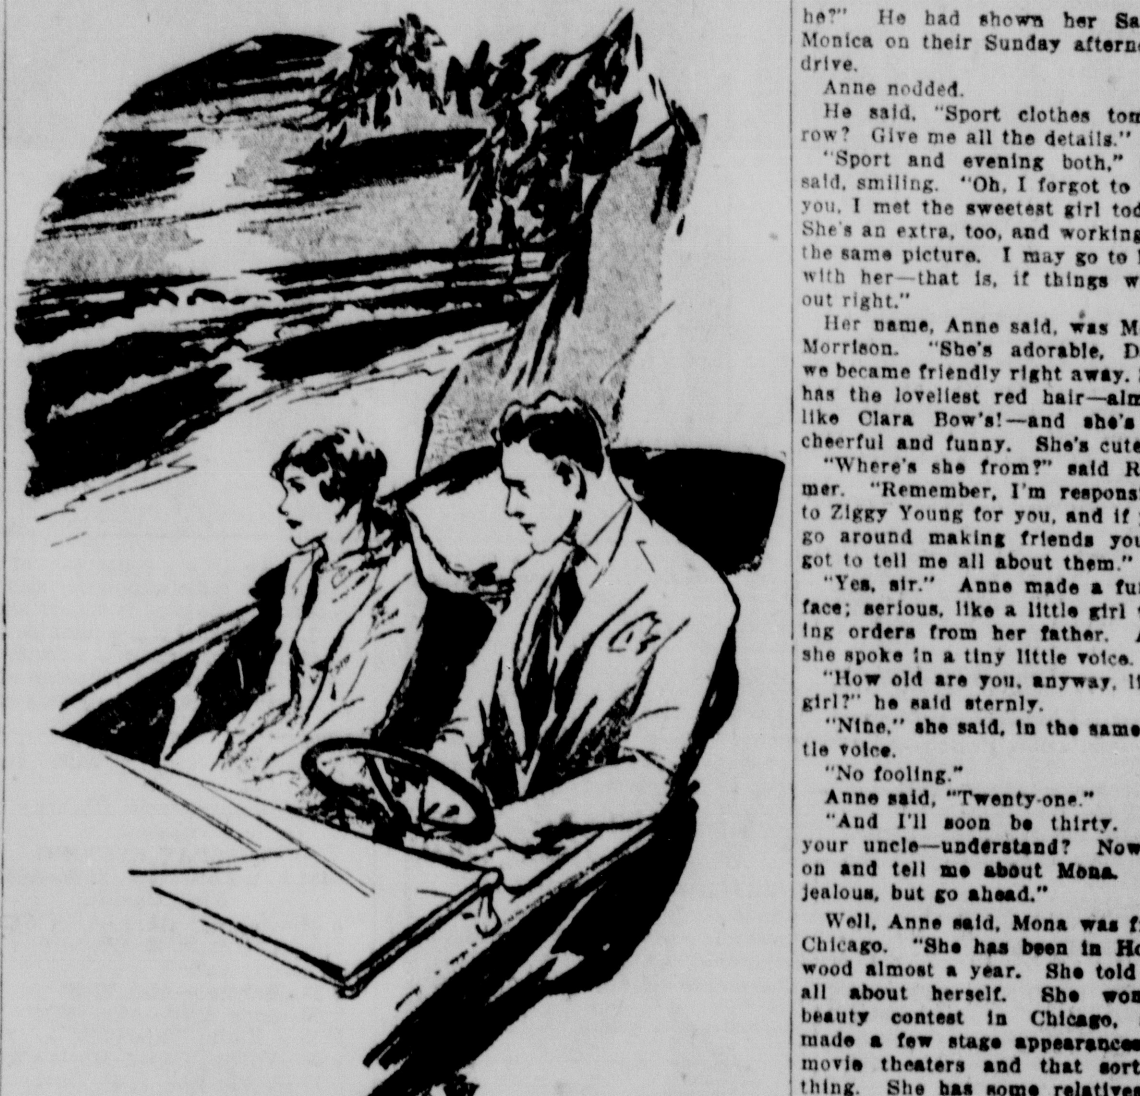 he?" He had shown her Sa
Monica on their Sunday aftern
drive.
Anne nodded.
He said, "Sport clothes tom
row? Give me all the details."
"Sport and evening both,"
said, smiling. "Oh, I forgot to
you, I met the sweetest girl tod
She's an extra, too, and working
the same picture. I may go to
with her—that is, if things w
out right."
Her name, Anne said, was M
Morrison. "She's adorable, D
we became friendly right away.
has the loveliest red hair—alm
like Clara Bow's!—and she's
cheerful and funny. She's cute
"Where's she from?" said R
mer. "Remember, I'm respons
to Ziggy Young for you, and if
go around making friends you
got to tell me all about them."
"Yes, sir." Anne made a fu
face; serious, like a little girl
ing orders from her father.
she spoke in a tiny little voice.
"How old are you, anyway, li
girl?" he said sternly.
"Nine," she said, in the same
tle voice.
"No fooling."
Anne said, "Twenty-one."
"And I'll soon be thirty.
your uncle—understand? Now
on and tell me about Mona.
jealous, but go ahead."
Well, Anne said, Mona was f
Chicago. "She has been in Ho
wood almost a year. She told
all about herself. She won
beauty contest in Chicago,
made a few stage appearances
movie theaters and that sort
thing. She has some relatives